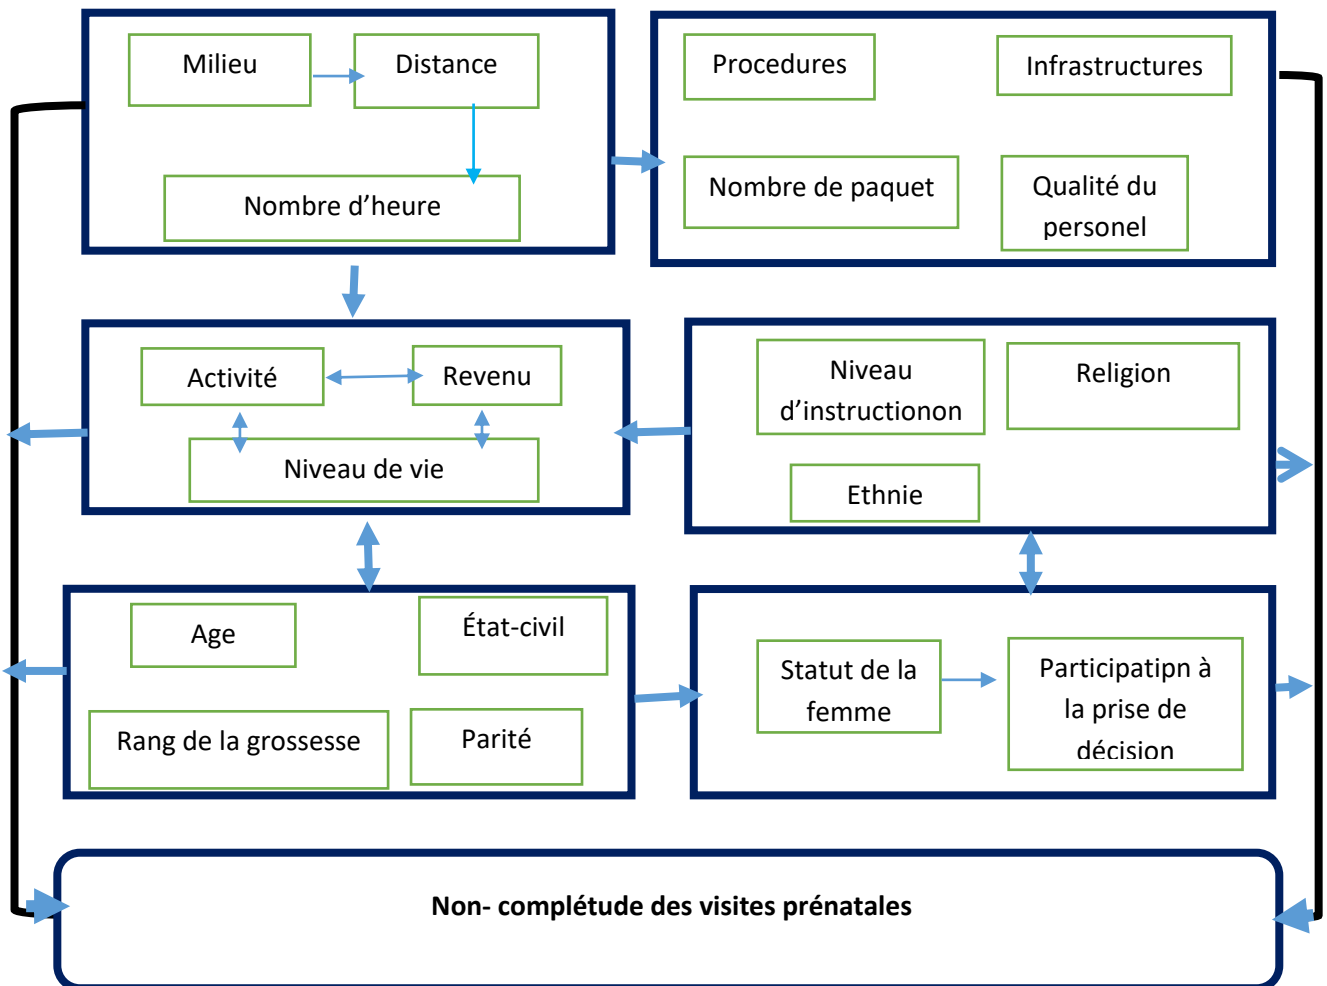 Milieu
Distance
Nombre d’heure
Procedures
Infrastructures
Nombre de paquet
Qualité du
personel
Activité
Revenu
Niveau de vie
Niveau
d’instructionon
Religion
Ethnie
Age
État-civil
Rang de la grossesse
Parité
Statut de la
femme
Participatipn à
la prise de
décision
Non- complétude des visites prénatales